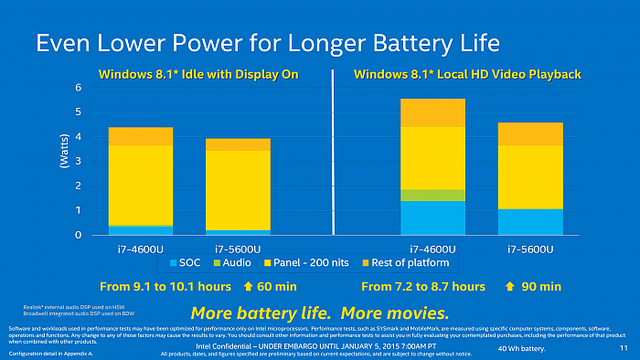 Even Lower Power for Longer Battery Life
Windows 8.1* Idle with Display On
Windows 8.1* Local HD Video Playback
(Watts)
6
5
4
3
2
1
0
i7-4600U
i7-5600U
i7-4600U
i7-5600U
SOC
Audio
Panel - 200 nits
Rest of platform
From 9.1 to 10.1 hours 60 min
From 7.2 to 8.7 hours 90 min
Realtek* external audio DSP used on HSW
Broadwell integrated audio DSP used on BDW
More battery life. More movies.
Software and workloads used in performance tests may have been optimized for performance only on Intel microprocessors. Performance tests, such as SYSmark and MobileMark, are measured using specific computer systems, components, software,
operations and functions. Any change to any of those factors may cause the results to vary. You should consult other information and performance tests to assist you in fully evaluating your contemplated purchases, including the performance of that product
when combined with other products.
Configuration detail in Appendix A.
Intel Confidential – UNDER EMBARGO UNTIL JANUARY 5, 2015 7:00AM PT
All products, dates, and figures specified are preliminary based on current expectations, and are subject to change without notice.
40 Wh battery.
11